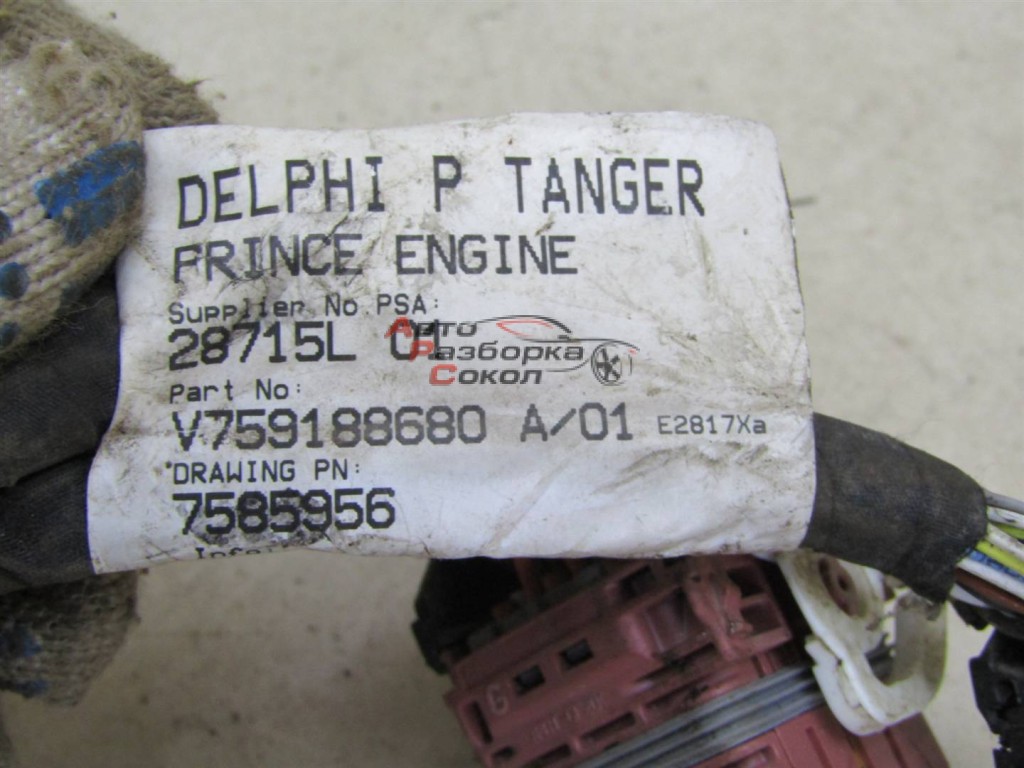 DELPHI P TANGER
PRINCE ENGINE
Supplier No PSA:
28715L 01
Авто
Разборка
Сокол
Part No:
V759188680 A/01 E2817Xa
DRAWING PN:
7585956